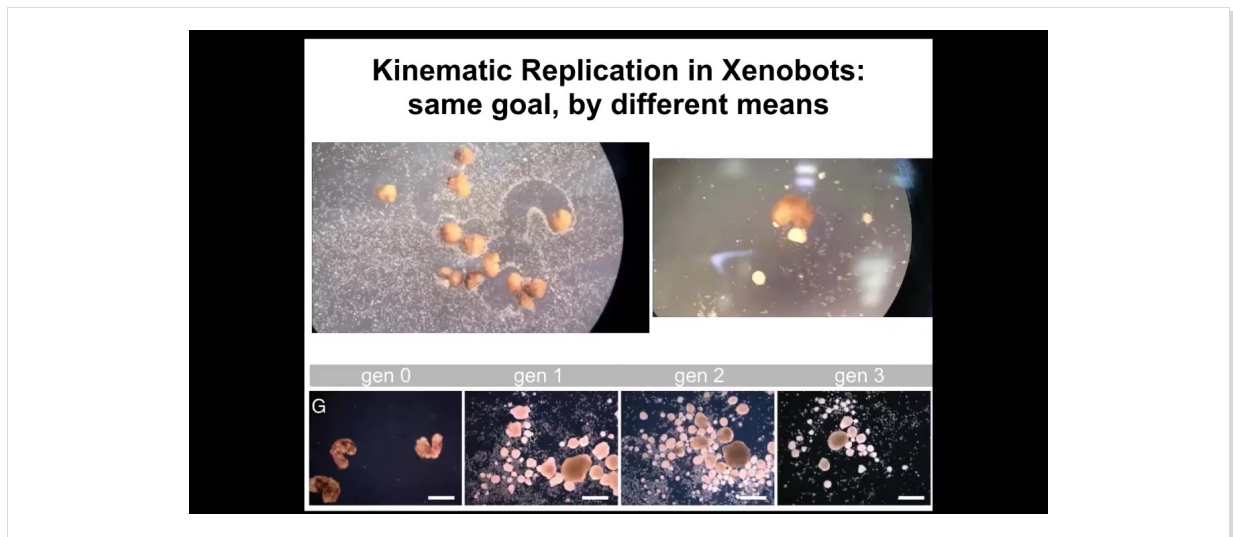 Kinematic Replication in Xenobots:
same goal, by different means
gen 0 gen 1 gen 2 gen 3
G